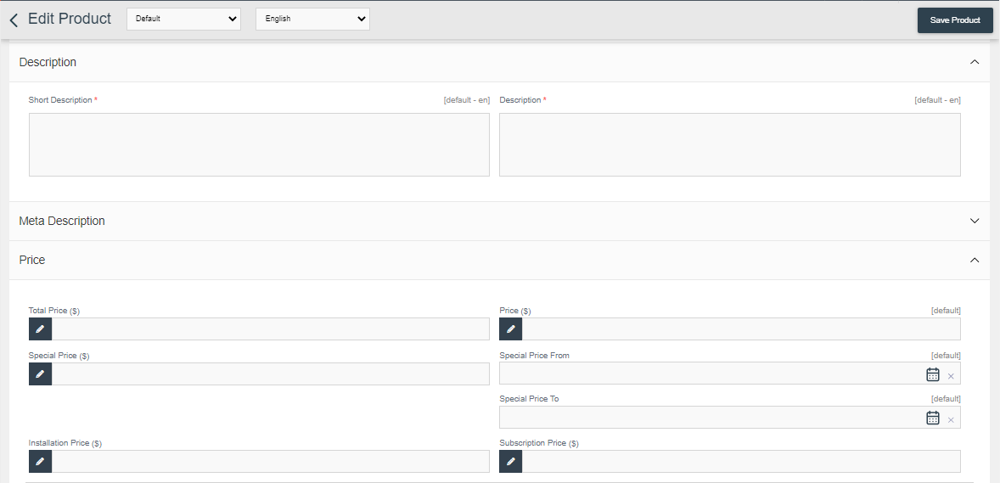 Edit Product Default English Save Product
Description
Short Description * [default - en] Description * [default - en]
Meta Description
Price
Total Price ($) Price ($) [default]
Special Price ($) Special Price From [default]
Special Price To [default]
Installation Price ($) Subscription Price ($)